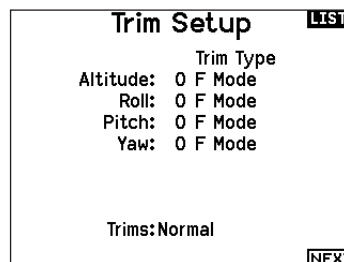 Trim Setup
LIST
Trim Type
Altitude: 0 F Mode
Roll: 0 F Mode
Pitch: 0 F Mode
Yaw: 0 F Mode
Trims:Normal
NEXT